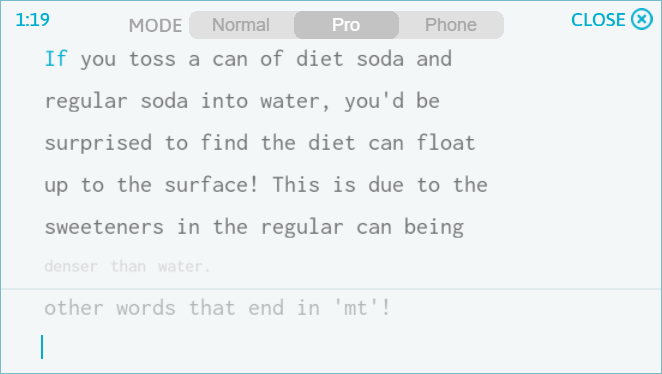 1:19 MODE Normal Pro Phone CLOSE
If you toss a can of diet soda and
regular soda into water, you'd be
surprised to find the diet can float
up to the surface! This is due to the
sweeteners in the regular can being
denser than water.
other words that end in 'mt'!